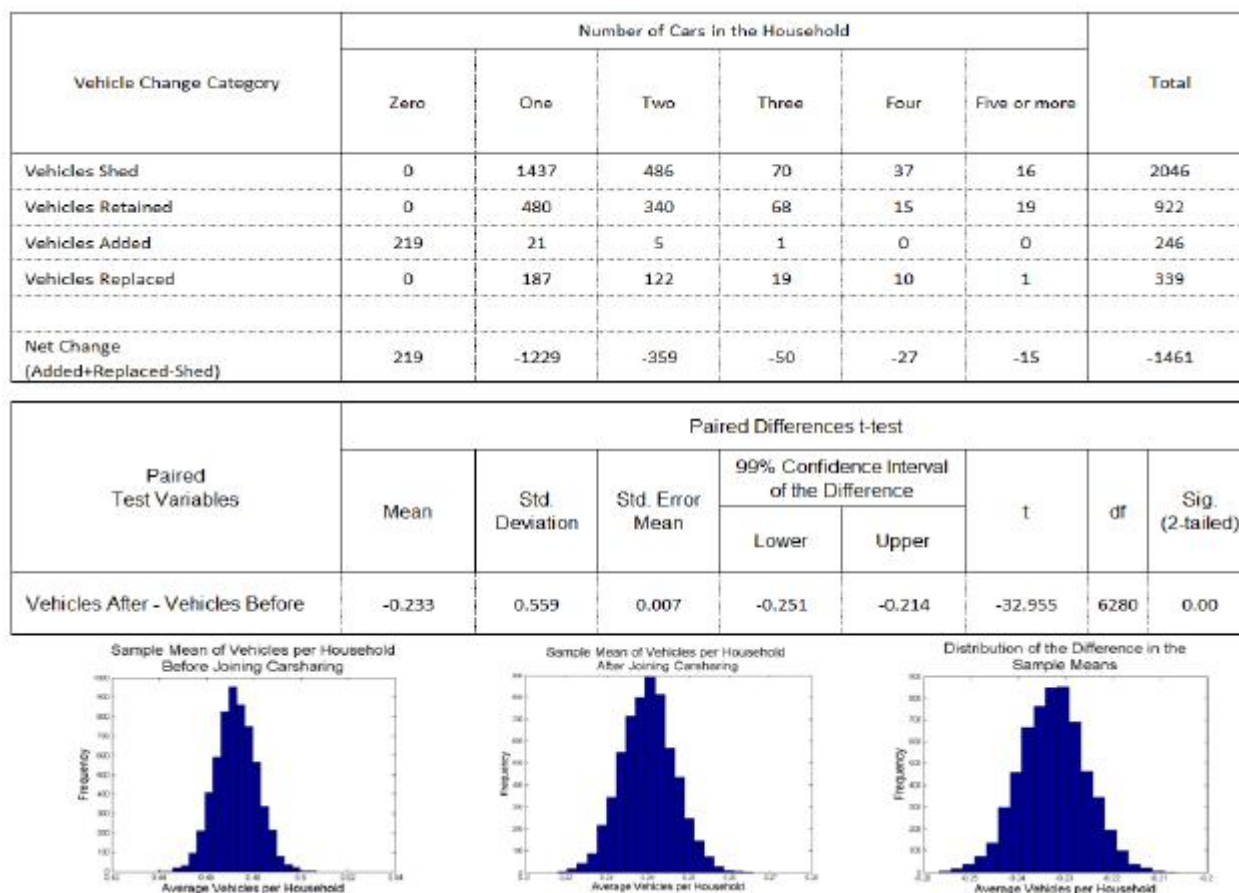 Number of Cars in the Household
Vehicle Change Category
Zero One Two Three Four Five or more Total
Vehicles Shed 0 1437 486 70 37 16 2046
Vehicles Retained 0 480 340 68 15 19 922
Vehicles Added 219 21 5 1 0 0 246
Vehicles Replaced 0 187 122 19 10 1 339
Net Change
(Added+Replaced-Shed) 219 -1229 -359 -50 -27 -15 -1461
Paired Differences t-test
Paired
Test Variables
Mean
Std.
Deviation
Std. Error
Mean
99% Confidence Interval
of the Difference
Lower Upper
t
df
Sig.
(2-tailed)
Vehicles After - Vehicles Before -0.233 0.559 0.007 -0.251 -0.214 -32.955 6280 0.00
Sample Mean of Vehicles per Household
Before Joining Carsharing
Frequency
Average Vehicles per Household
Sample Mean of Vehicles per Household
After Joining Carsharing
Frequency
Average Vehicles per Household
Distribution of the Difference in the
Sample Means
Frequency
Average Vehicles per Household